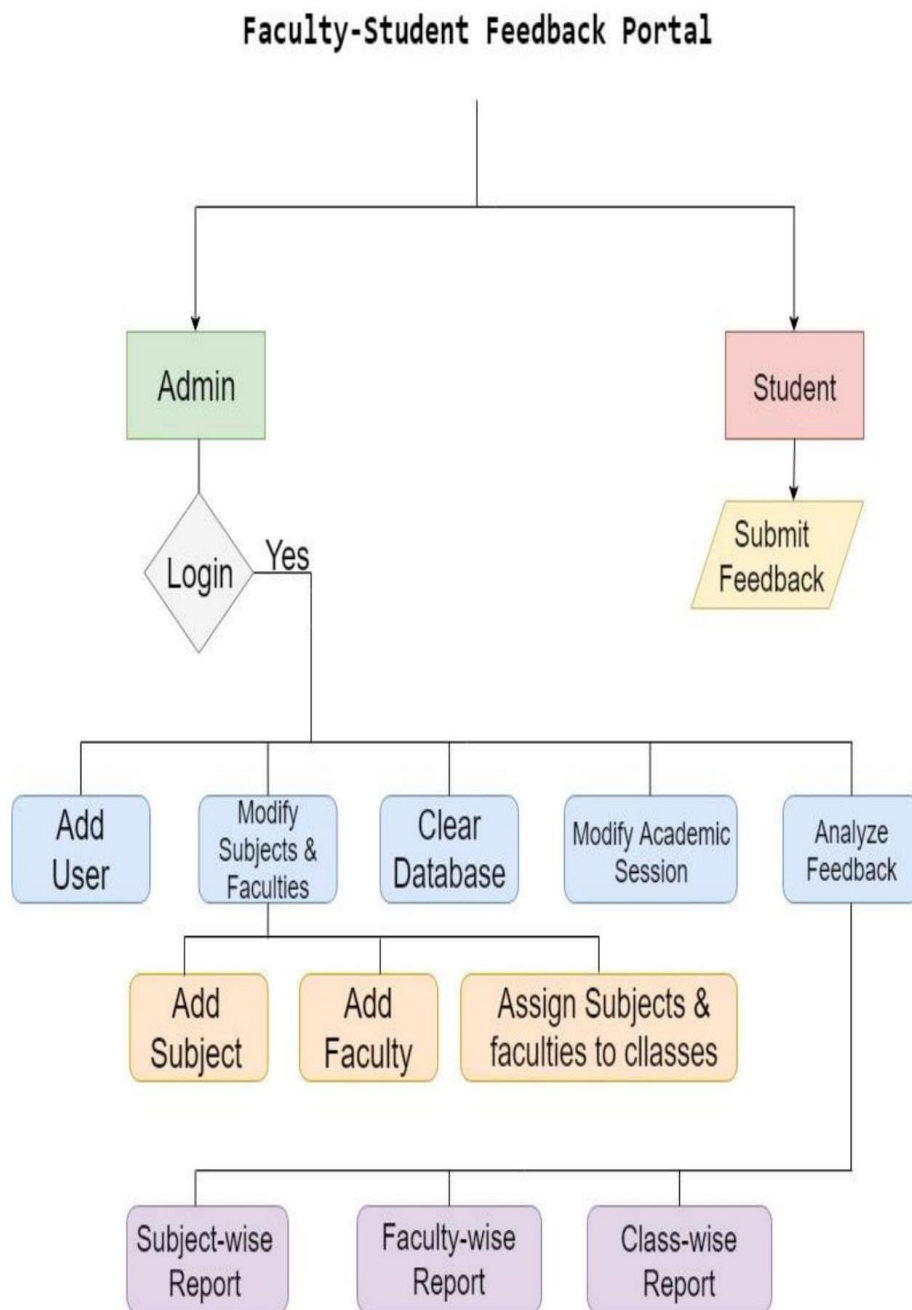 Faculty-Student Feedback Portal
Admin
Student
Login
Yes
Submit
Feedback
Add
User
Modify
Subjects &
Faculties
Clear
Database
Modify Academic
Session
Analyze
Feedback
Add
Subject
Add
Faculty
Assign Subjects &
faculties to cllasses
Subject-wise
Report
Faculty-wise
Report
Class-wise
Report